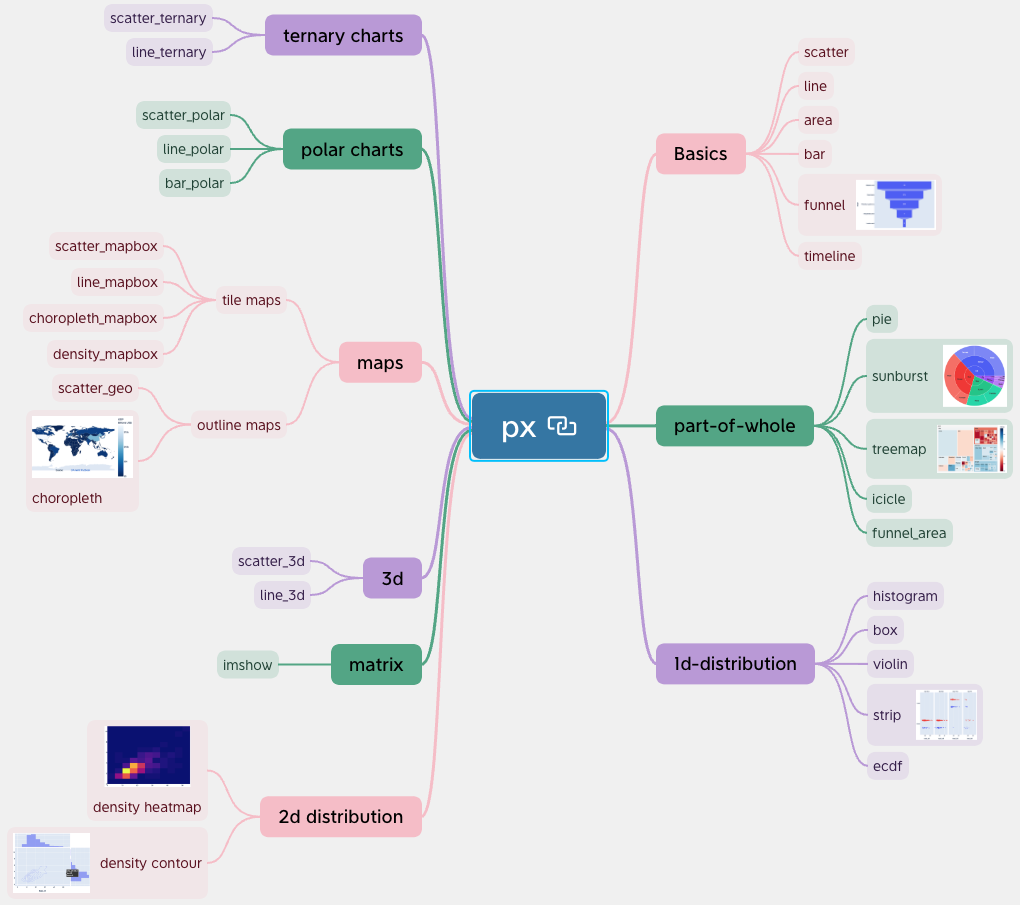 scatter_ternary
line_ternary
ternary charts
scatter_polar
line_polar
bar_polar
polar charts
scatter_mapbox
line_mapbox
choropleth_mapbox
density_mapbox
tile maps
scatter_geo
choropleth
outline maps
maps
scatter_3d
line_3d
3d
imshow
matrix
density heatmap
density contour
2d distribution
px
Basics
scatter
line
area
bar
funnel
timeline
part-of-whole
pie
sunburst
treemap
icicle
funnel_area
1d-distribution
histogram
box
violin
strip
ecdf